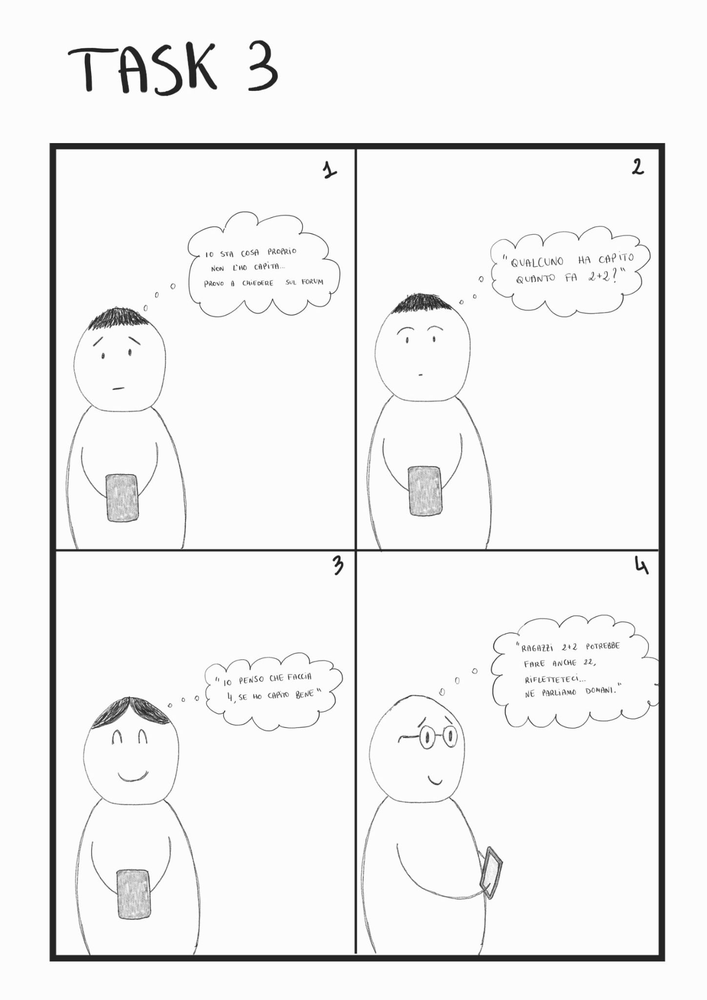 TASK 3
1
IO STA COSA PROPRIO
NON L'HO CAPITA...
PROVO A CHIEDERE SUL FORUM
2
"QUALCUNO HA CAPITO
QUANTO FA 2+2?"
3
"IO PENSO CHE FACCIA
4, SE HO CAPITO BENE"
4
"RAGAZZI 2+2 POTREBBE
FARE ANCHE 22,
RIFLETTETECI...
NE PARLIAMO DOMANI."